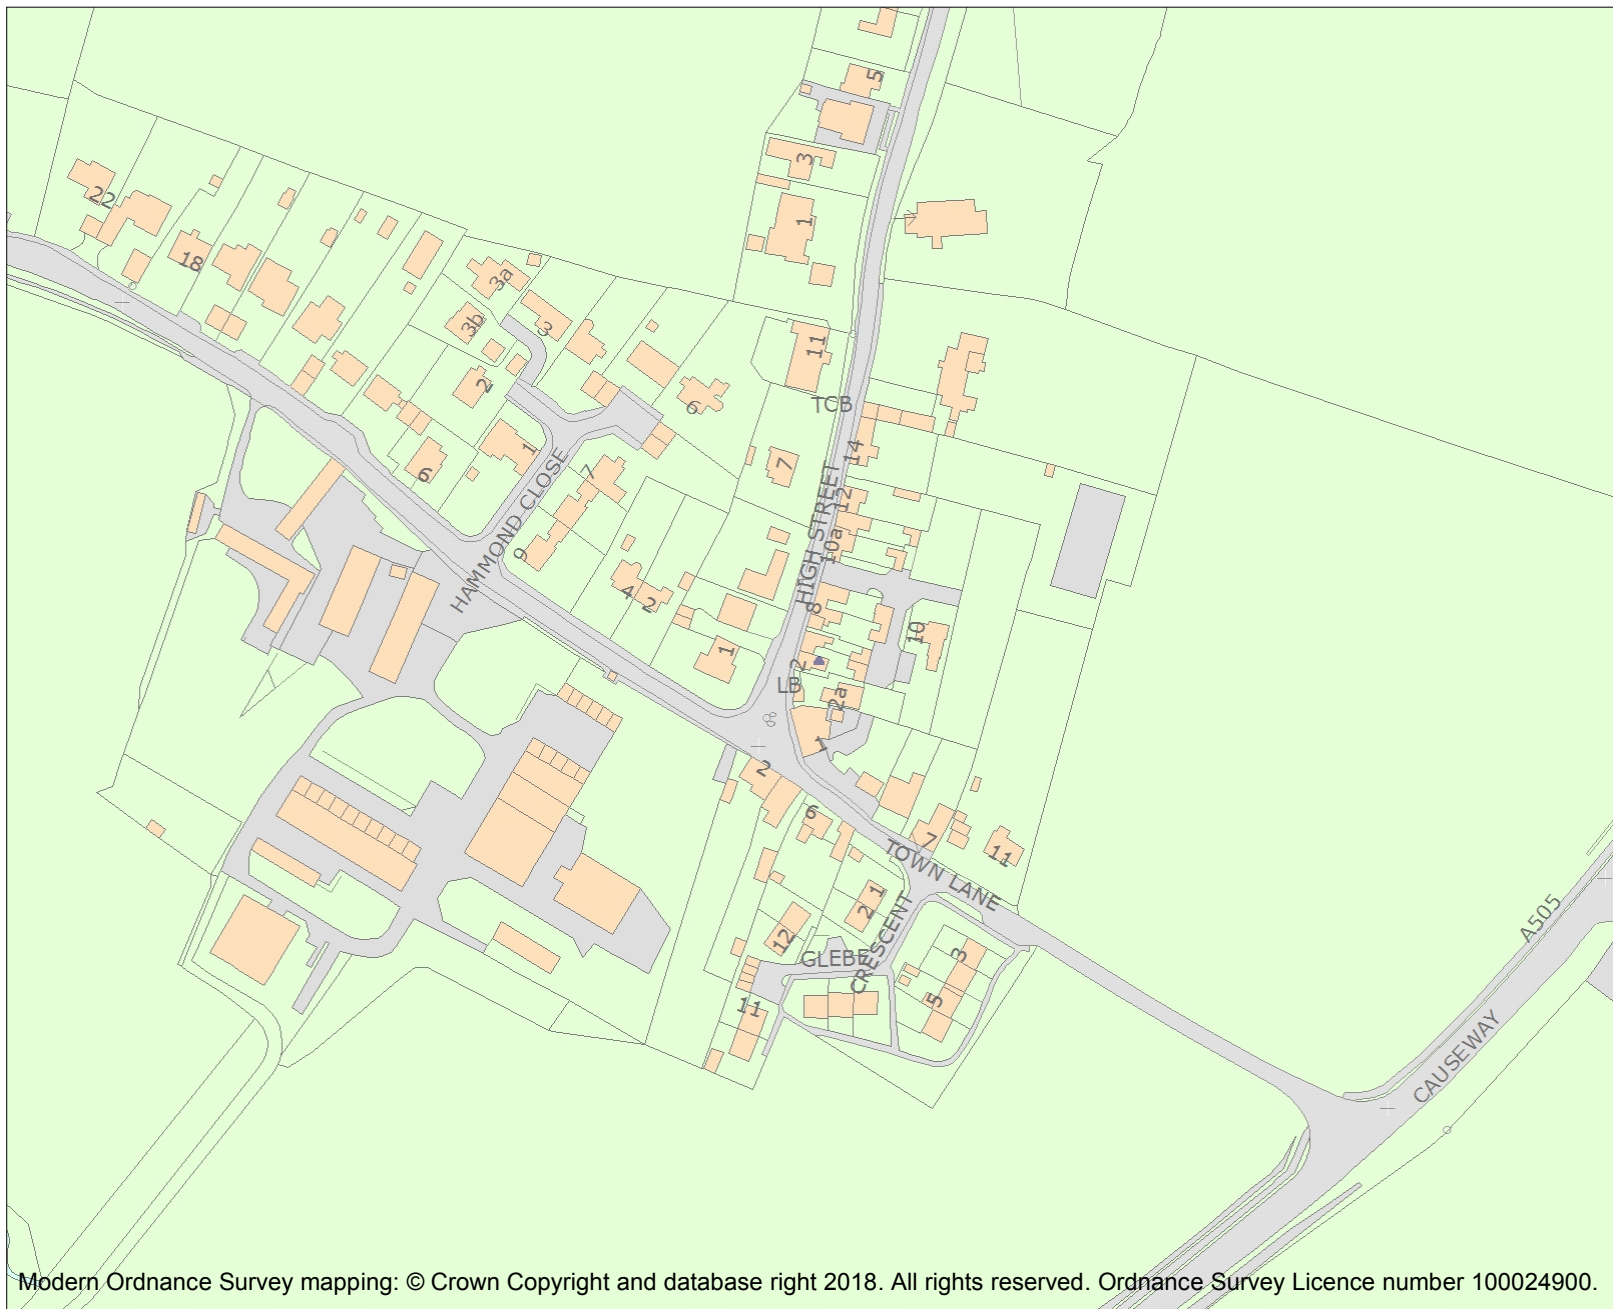 5
3
1
22
18
3a
3b
3
2
11
6
TCB
14
1
7
7
HIGH STREET
12
10a
6
HAMMOND CLOSE
9
4
2
8
10
1
2
LB
2a
1
2
6
7
11
TOWN LANE
1
2
12
GLEBE
CRESCENT
3
5
11
A505
CAUSEWAY
Modern Ordnance Survey mapping: © Crown Copyright and database right 2018. All rights reserved. Ordnance Survey Licence number 100024900.